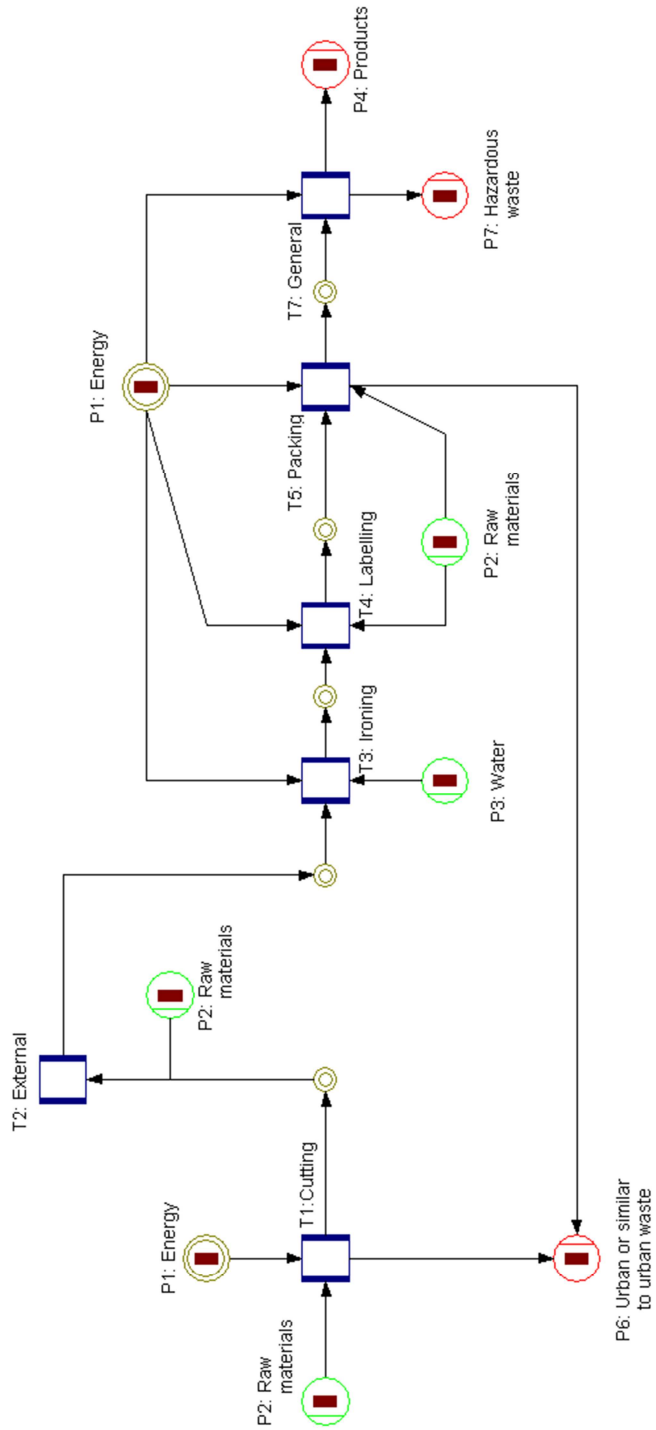 P2: Raw
materials
P1: Energy
T1:Cutting
P6: Urban or similar
to urban waste
T2: External
P2: Raw
materials
T3: Ironing
P3: Water
T4: Labelling
P2: Raw
materials
T5: Packing
P1: Energy
T7: General
P7: Hazardous
waste
P4: Products